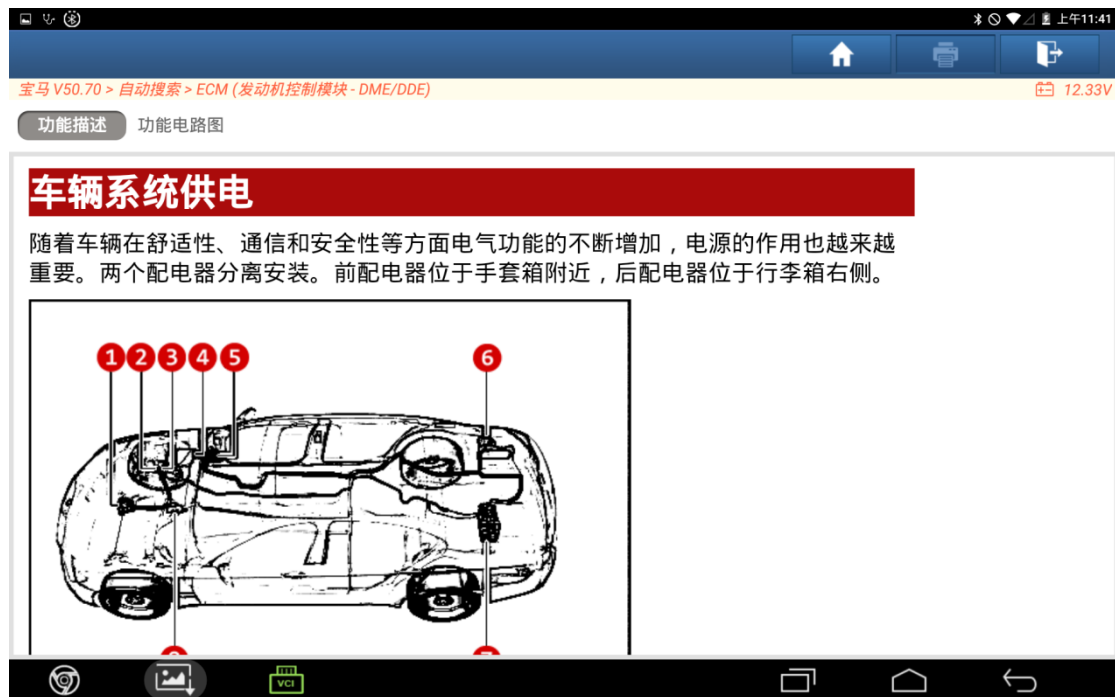 上午11:41
宝马 V50.70 > 自动搜索 > ECM (发动机控制模块 - DME/DDE)
12.33V
功能描述 功能电路图
车辆系统供电
随着车辆在舒适性、通信和安全性等方面电气功能的不断增加，电源的作用也越来越
重要。两个配电器分离安装。前配电器位于手套箱附近，后配电器位于行李箱右侧。
1 2 3 4 5 6
VCI